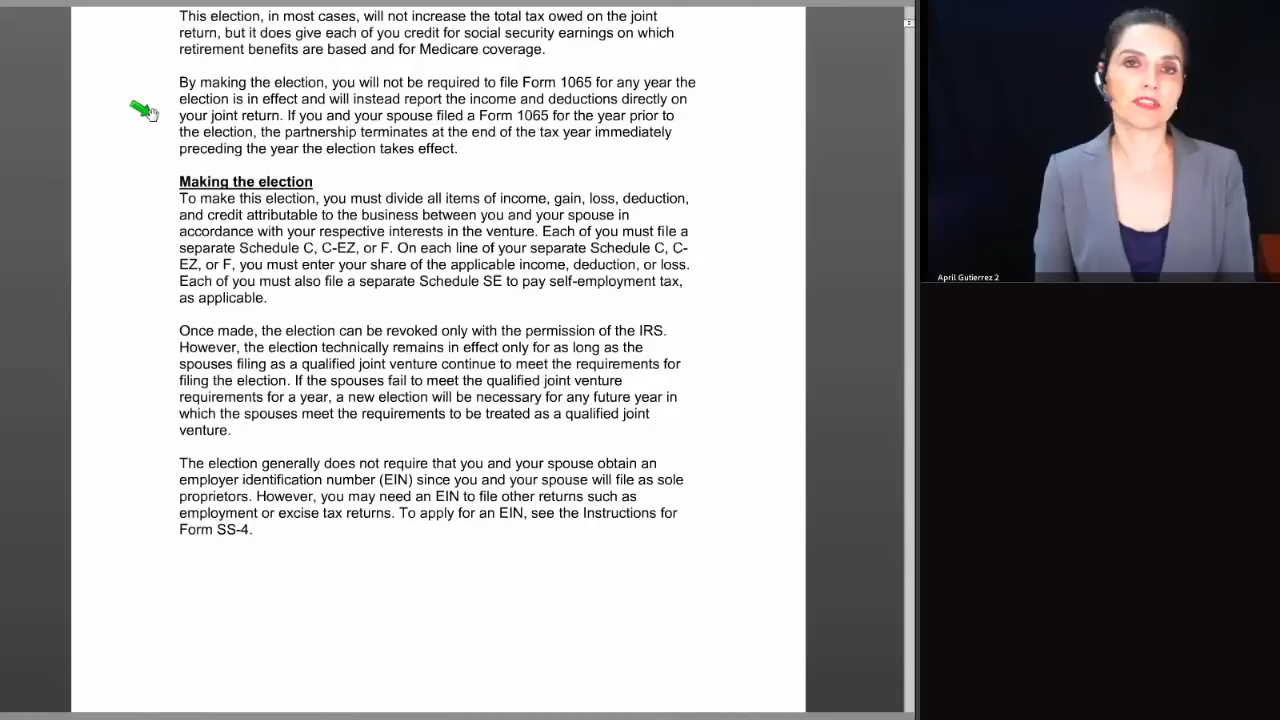 This election, in most cases, will not increase the total tax owed on the joint
return, but it does give each of you credit for social security earnings on which
retirement benefits are based and for Medicare coverage.
By making the election, you will not be required to file Form 1065 for any year the
election is in effect and will instead report the income and deductions directly on
your joint return. If you and your spouse filed a Form 1065 for the year prior to
the election, the partnership terminates at the end of the tax year immediately
preceding the year the election takes effect.
Making the election
To make this election, you must divide all items of income, gain, loss, deduction,
and credit attributable to the business between you and your spouse in
accordance with your respective interests in the venture. Each of you must file a
separate Schedule C, C-EZ, or F. On each line of your separate Schedule C, C-
EZ, or F, you must enter your share of the applicable income, deduction, or loss.
Each of you must also file a separate Schedule SE to pay self-employment tax,
as applicable.
Once made, the election can be revoked only with the permission of the IRS.
However, the election technically remains in effect only for as long as the
spouses filing as a qualified joint venture continue to meet the requirements for
filing the election. If the spouses fail to meet the qualified joint venture
requirements for a year, a new election will be necessary for any future year in
which the spouses meet the requirements to be treated as a qualified joint
venture.
The election generally does not require that you and your spouse obtain an
employer identification number (EIN) since you and your spouse will file as sole
proprietors. However, you may need an EIN to file other returns such as
employment or excise tax returns. To apply for an EIN, see the Instructions for
Form SS-4.
April Gutierrez 2